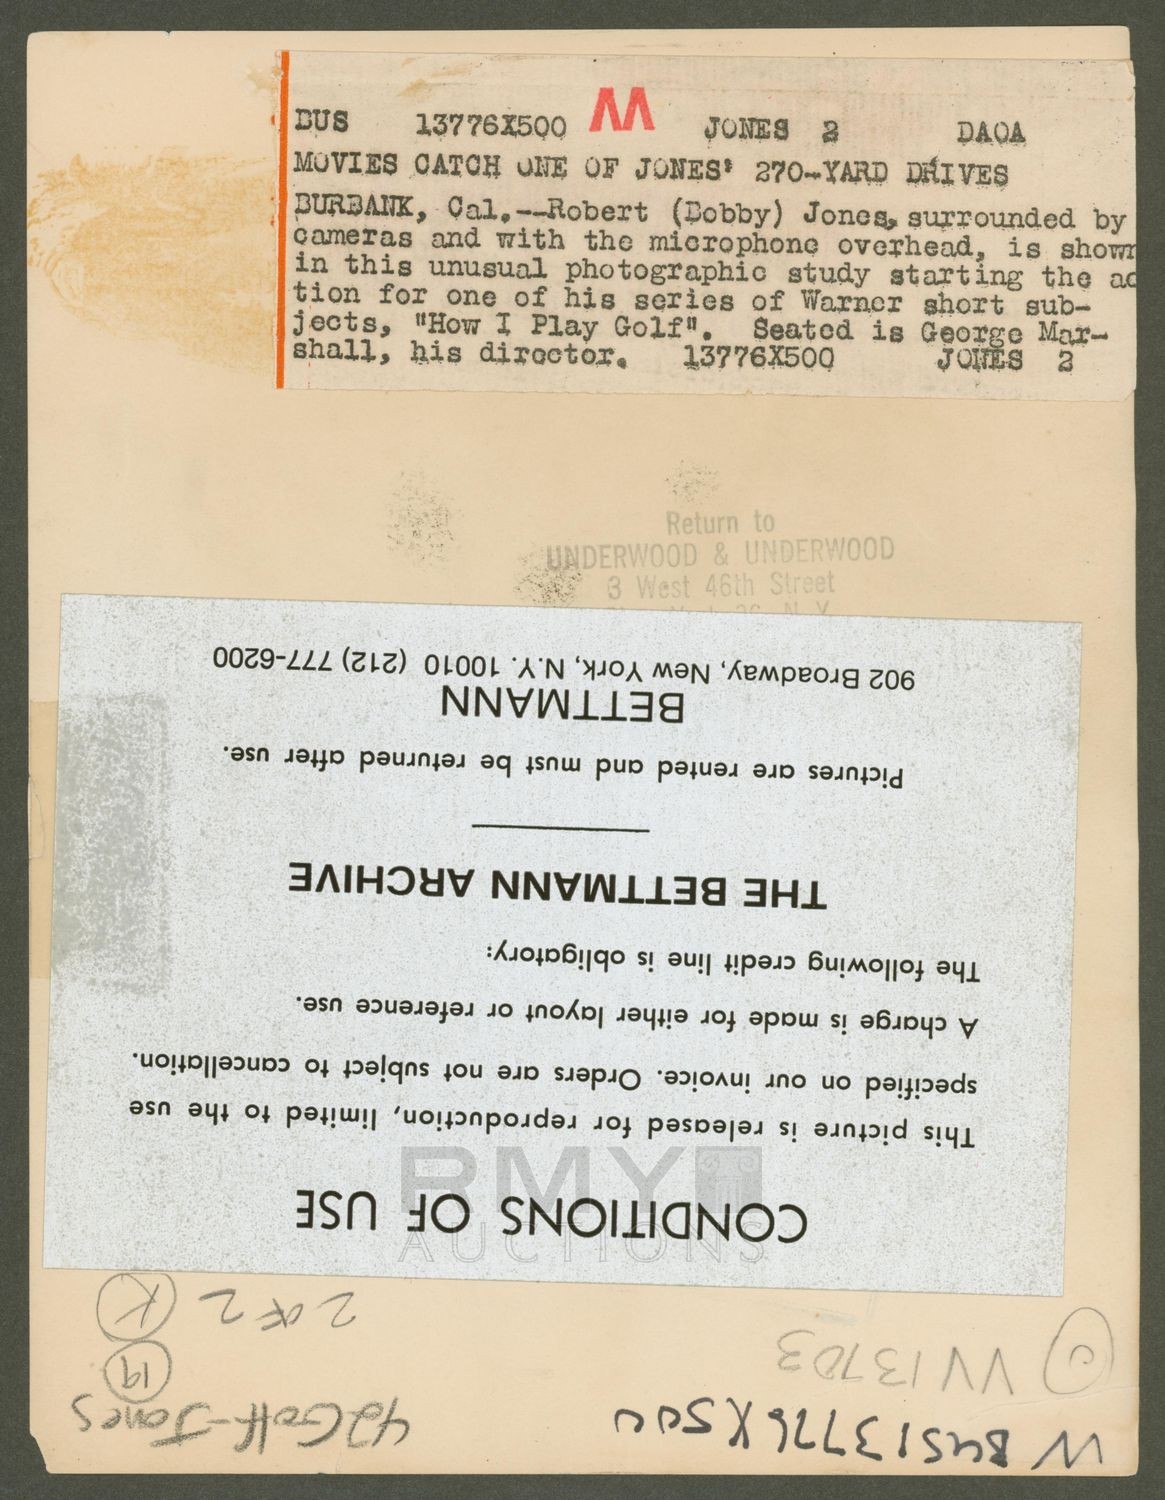 BUS 13776X500 W JONES 2 DAOA
MOVIES CATCH ONE OF JONES' 270-YARD DRIVES
BURBANK, Cal.--Robert (Bobby) Jones, surrounded by
cameras and with the microphone overhead, is shown
in this unusual photographic study starting the ac
tion for one of his series of Warner short sub-
jects, "How I Play Golf". Seated is George Mar-
shall, his director. 13776X500 JONES 2
Return to
UNDERWOOD & UNDERWOOD
3 West 46th Street
N. Y.
CONDITIONS OF USE
This picture is released for reproduction, limited to the use
specified on our invoice. Orders are not subject to cancellation.
A charge is made for either layout or reference use.
The following credit line is obligatory:
THE BETTMANN ARCHIVE
Pictures are rented and must be returned after use.
BETTMANN
902 Broadway, New York, N.Y. 10010 (212) 777-6200
RMY
AUCTIONS
W BUS13776X500
42 Golf-Jones
19
C W13783
2 of 2 K